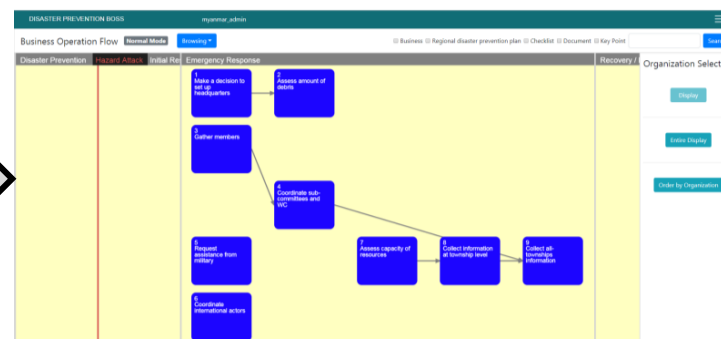 DISASTER PREVENTION BOSS
myanmar_admin
Business Operation Flow
Normal Mode
Browsing
Business
Regional disaster prevention plan
Checklist
Document
Key Point
Sear
Disaster Prevention
Hazard Attack
Initial Re
Emergency Response
Recovery /
Organization Select
Display
Entire Display
Order by Organization
1
Make a decision to
set up
headquarters
2
Assess amount of
debris
3
Gather members
4
Coordinate sub-
committees and
WC
5
Request
assistance from
military
7
Assess capacity of
resources
8
Collect information
at township level
9
Collect all-
townships
information
6
Coordinate
international actors